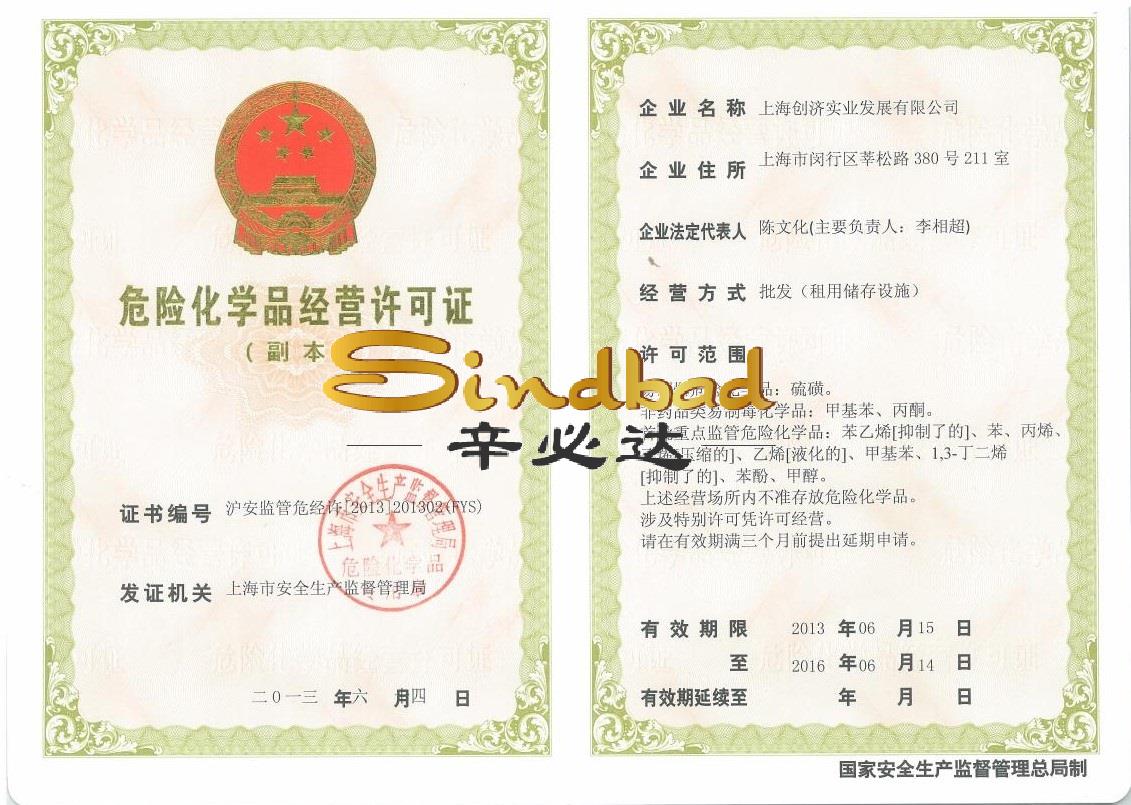 危险化学品经营许可证
（副本
证书编号 沪安监管危经许[2013]201302(FYS)
发证机关 上海市安全生产监督管理局
二0一三 年六 月四 日
上海市安全生产监督管理局
危险化学品
Sindbad
辛必达
企业名称 上海创济实业发展有限公司
企业住所 上海市闵行区莘松路380号211室
企业法定代表人 陈文化(主要负责人：李相超)
经营方式 批发（租用储存设施）
许可范围
品：硫磺。
非药品类易制毒化学品：甲基苯、丙酮。
重点监管危险化学品：苯乙烯[抑制了的]、苯、丙烯、
压缩的]、乙烯[液化的]、甲基苯、1,3-丁二烯
[抑制了的]、苯酚、甲醇。
上述经营场所内不准存放危险化学品。
涉及特别许可凭许可经营。
请在有效期满三个月前提出延期申请。
有效期限 2013 年06 月15 日
至 2016 年06 月14 日
有效期延续至 年 月 日
国家安全生产监督管理总局制